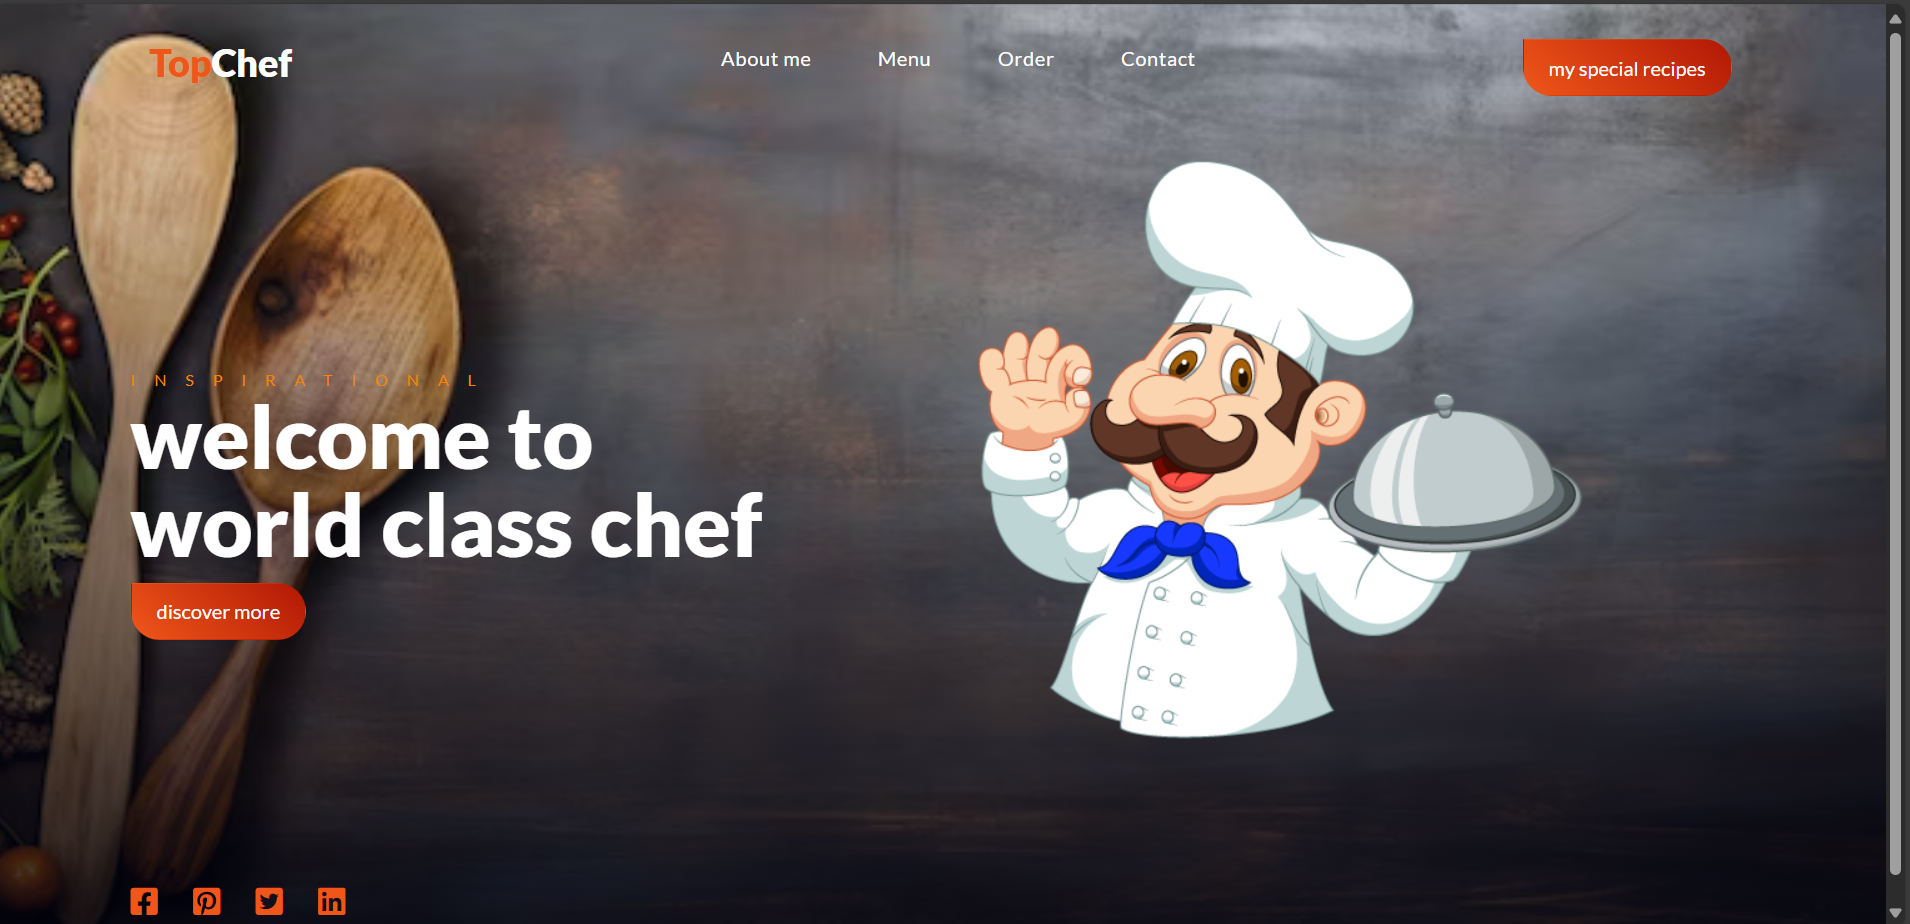 TopChef
About me
Menu
Order
Contact
my special recipes
INSPIRATIONAL
welcome to
world class chef
discover more